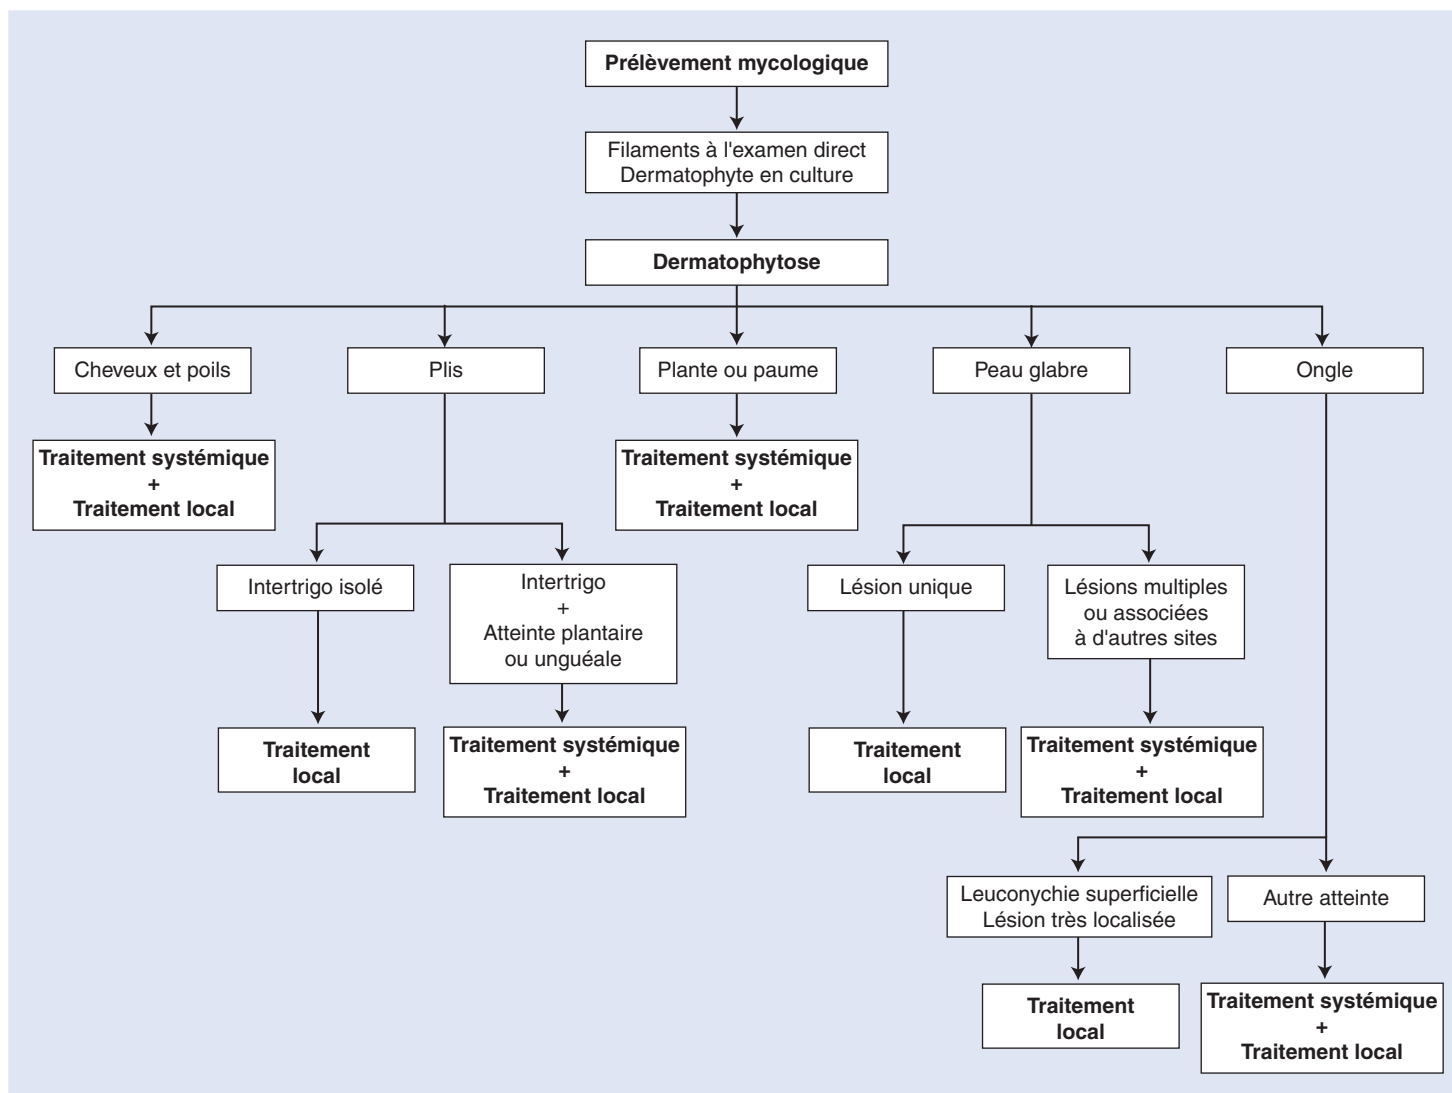 Prélèvement mycologique
Filaments à l'examen direct
Dermatophyte en culture
Dermatophytose
Cheveux et poils
Plis
Plante ou paume
Peau glabre
Ongle
Traitement systémique
+
Traitement local
Traitement systémique
+
Traitement local
Intertrigo isolé
Intertrigo
+
Atteinte plantaire
ou unguéale
Lésion unique
Lésions multiples
ou associées
à d'autres sites
Traitement
local
Traitement systémique
+
Traitement local
Traitement
local
Traitement systémique
+
Traitement local
Leuconychie superficielle
Lésion très localisée
Autre atteinte
Traitement
local
Traitement systémique
+
Traitement local